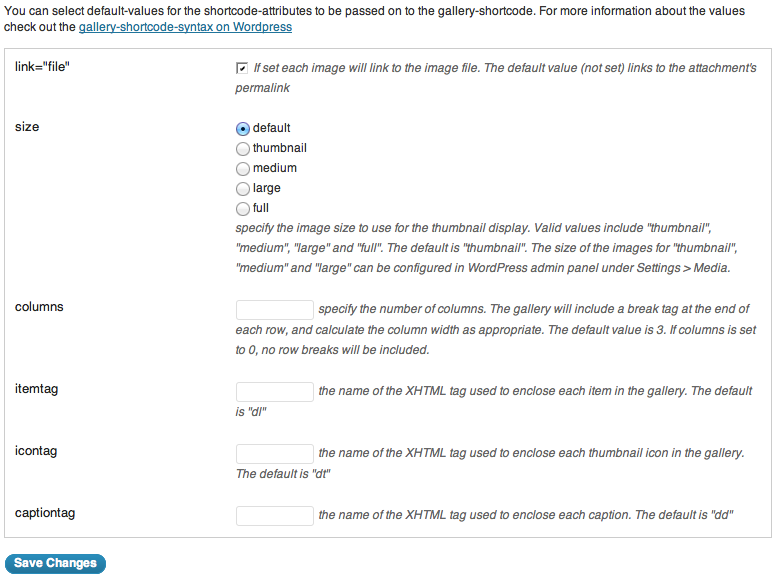 You can select default-values for the shortcode-attributes to be passed on to the gallery-shortcode. For more information about the values
check out the gallery-shortcode-syntax on Wordpress
link="file"
If set each image will link to the image file. The default value (not set) links to the attachment's
permalink
size
default
thumbnail
medium
large
full
specify the image size to use for the thumbnail display. Valid values include "thumbnail",
"medium", "large" and "full". The default is "thumbnail". The size of the images for "thumbnail",
"medium" and "large" can be configured in WordPress admin panel under Settings > Media.
columns
specify the number of columns. The gallery will include a break tag at the end of
each row, and calculate the column width as appropriate. The default value is 3. If columns is set
to 0, no row breaks will be included.
itemtag
the name of the XHTML tag used to enclose each item in the gallery. The default
is "dl"
icontag
the name of the XHTML tag used to enclose each thumbnail icon in the gallery.
The default is "dt"
captiontag
the name of the XHTML tag used to enclose each caption. The default is "dd"
Save Changes